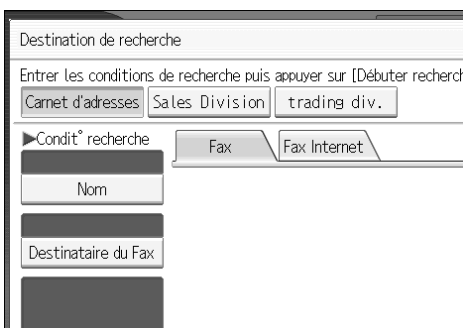 Destination de recherche
Entrer les conditions de recherche puis appuyer sur [Débuter recherch
Carnet d'adresses Sales Division trading div.
▶Condit° recherche
Fax Fax Internet
Nom
Destinataire du Fax